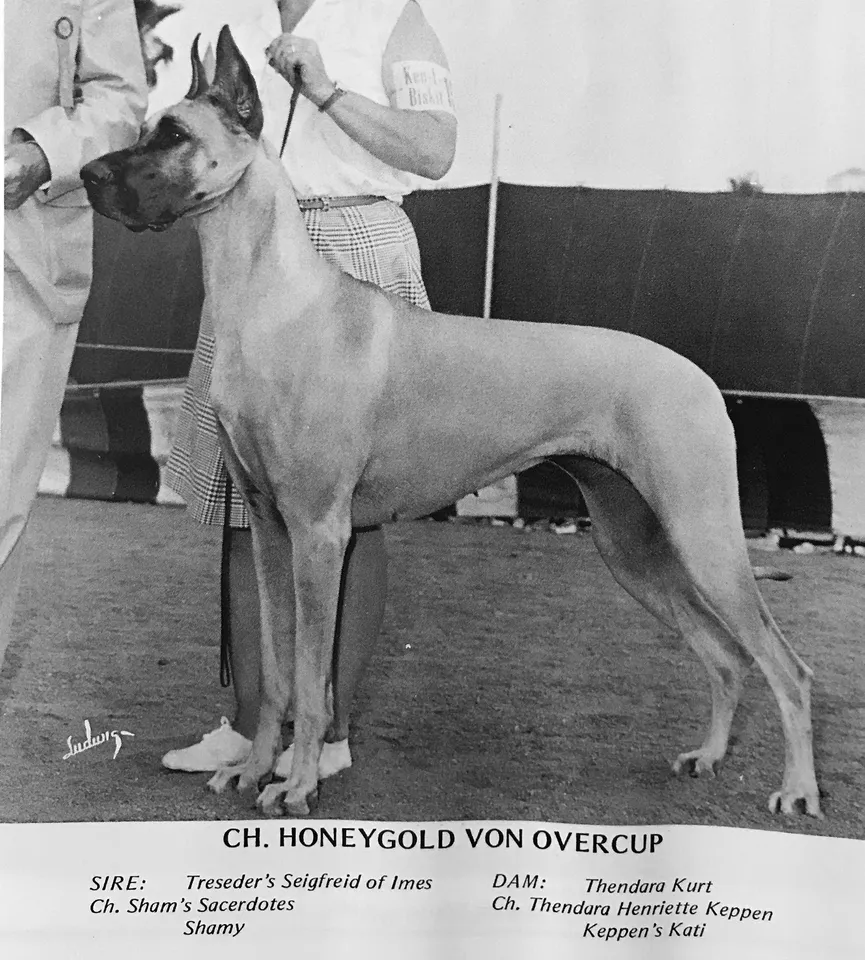 Ken-L-
Biskit
Ludwig
CH. HONEYGOLD VON OVERCUP
SIRE: Treseder's Seigfreid of Imes
Ch. Sham's Sacerdotes
Shamy
DAM: Thendara Kurt
Ch. Thendara Henriette Keppen
Keppen's Kati